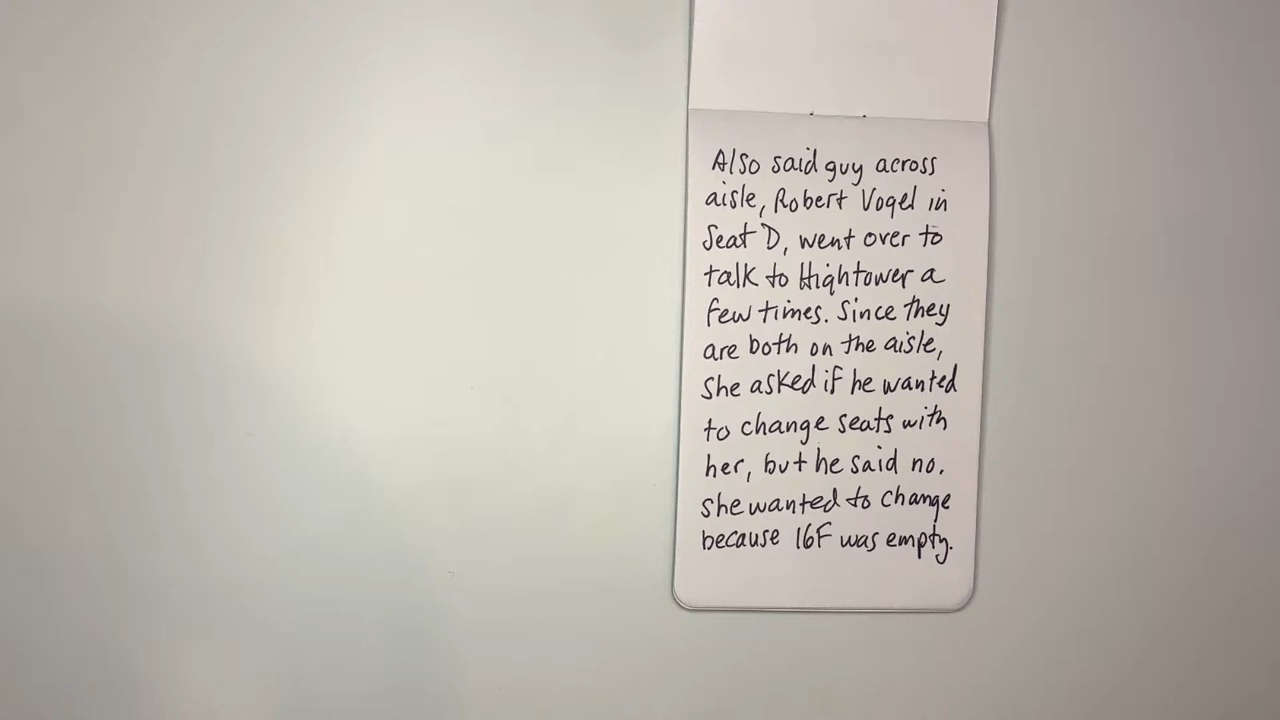 Also said guy across
aisle, Robert Vogel in
Seat D, went over to
talk to Hightower a
few times. Since they
are both on the aisle,
she asked if he wanted
to change seats with
her, but he said no.
she wanted to change
because 16F was empty.